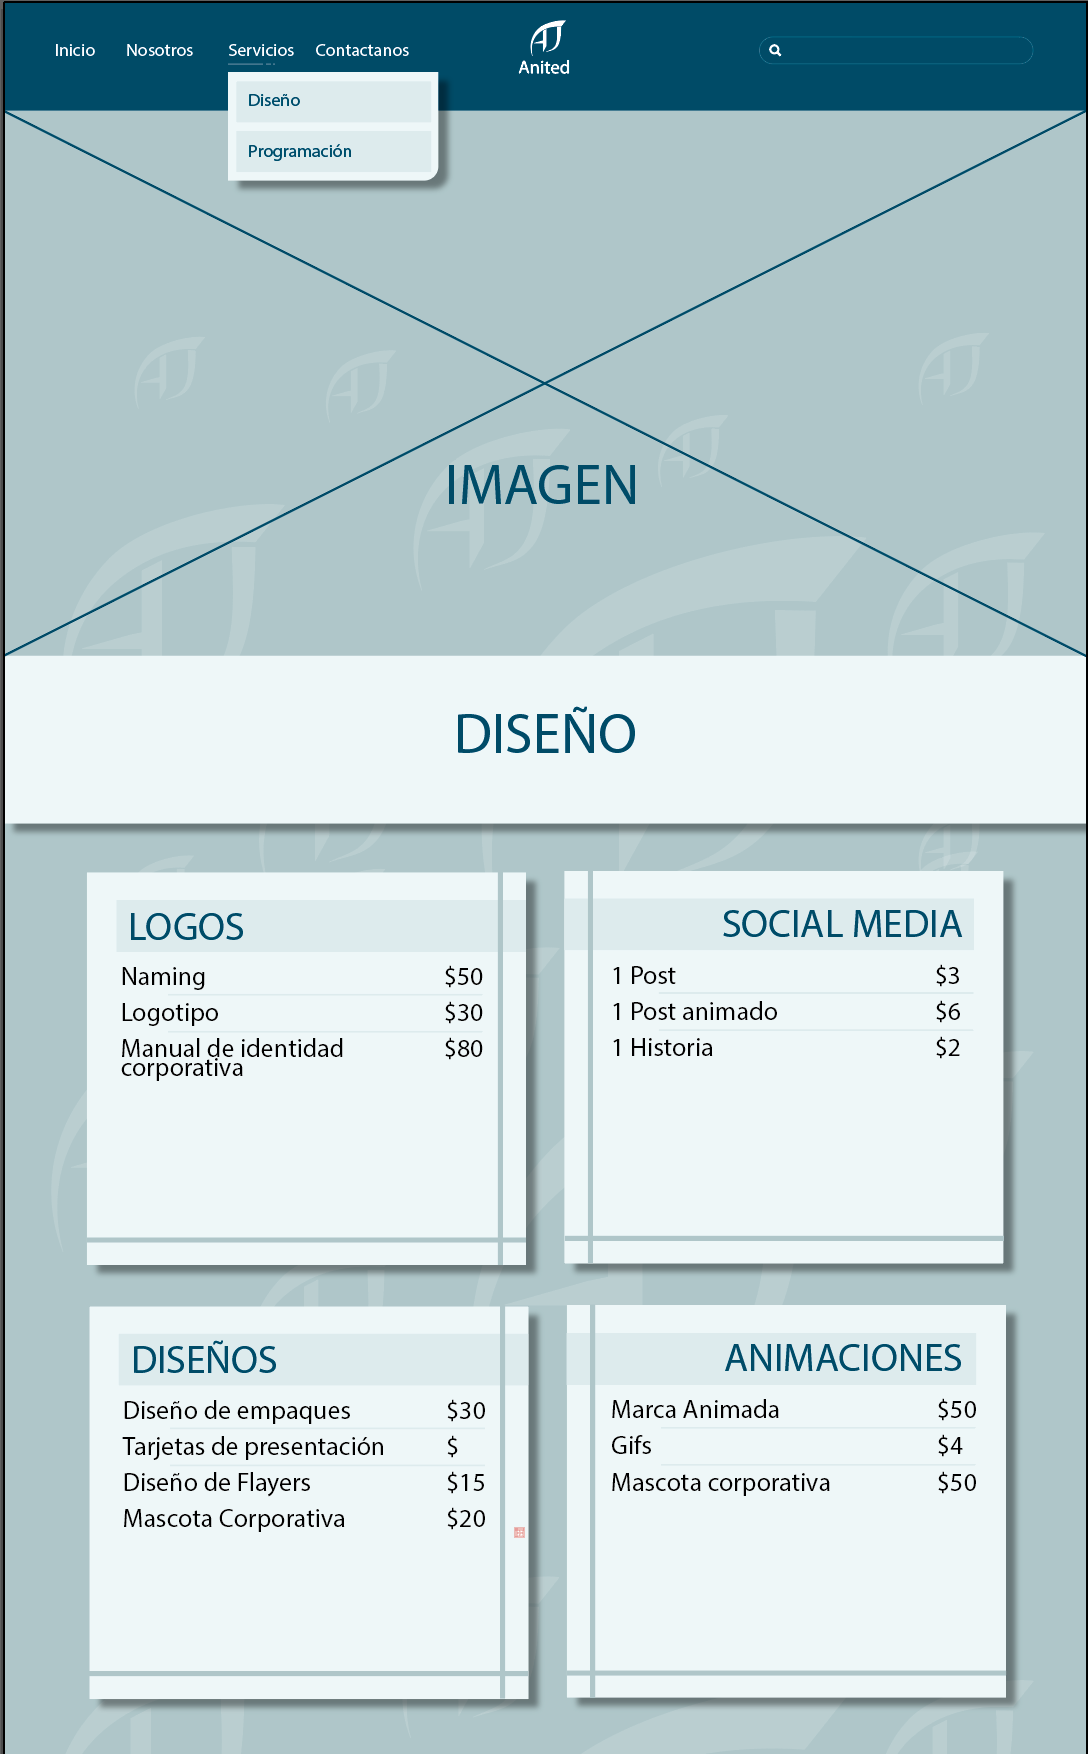 Inicio Nosotros Servicios Contactanos
Anited
Diseño
Programación
IMAGEN
DISEÑO
LOGOS
Naming $50
Logotipo $30
Manual de identidad $80
corporativa
SOCIAL MEDIA
1 Post $3
1 Post animado $6
1 Historia $2
DISEÑOS
Diseño de empaques $30
Tarjetas de presentación $
Diseño de Flayers $15
Mascota Corporativa $20
ANIMACIONES
Marca Animada $50
Gifs $4
Mascota corporativa $50